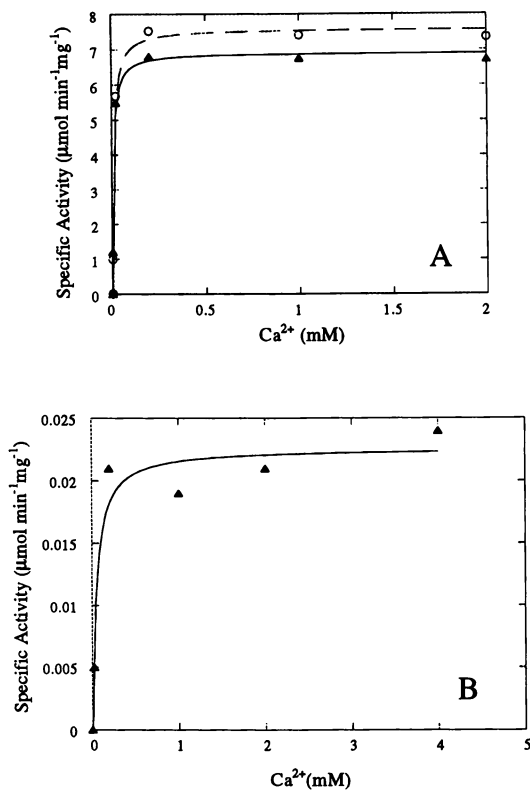 8
7
6
5
4
3
2
1
0
Specific Activity (μmol min⁻¹mg⁻¹)
A
0 0.5 1 1.5 2
Ca²⁺ (mM)
0.025
0.02
0.015
0.01
0.005
0
Specific Activity (μmol min⁻¹mg⁻¹)
B
0 1 2 3 4 5
Ca²⁺(mM)